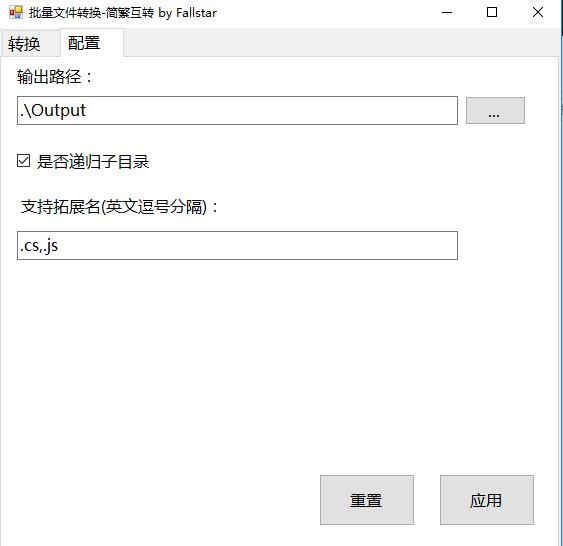 批量文件转换-简繁互转 by Fallstar
转换 配置
输出路径：
.\Output ...
是否递归子目录
支持拓展名(英文逗号分隔)：
.cs,.js
重置 应用